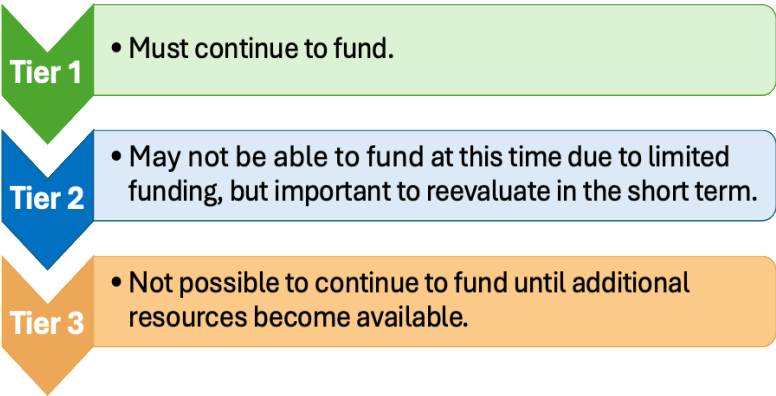 Tier 1
• Must continue to fund.
Tier 2
• May not be able to fund at this time due to limited
funding, but important to reevaluate in the short term.
Tier 3
• Not possible to continue to fund until additional
resources become available.